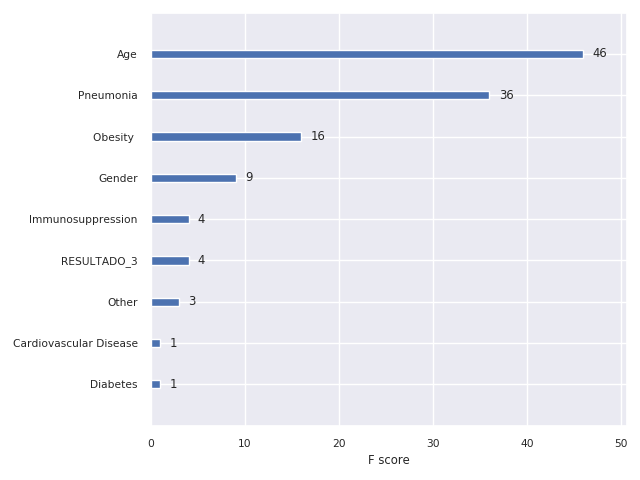 Age 46
Pneumonia 36
Obesity 16
Gender 9
Immunosuppression 4
RESULTADO_3 4
Other 3
Cardiovascular Disease 1
Diabetes 1
0 10 20 30 40 50
F score